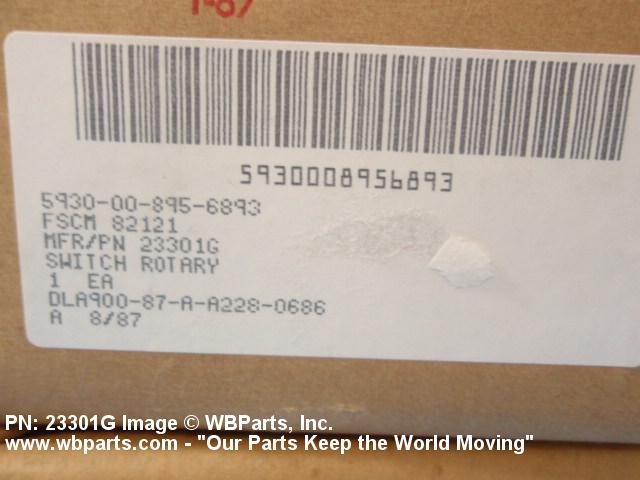 5930008956893
5930-00-895-6893
FSCM 82121
MFR/PN 23301G
SWITCH ROTARY
1 EA
DLA900-87-A-A228-0686
A 8/87
PN: 23301G Image © WBParts, Inc.
www.wbparts.com - "Our Parts Keep the World Moving"